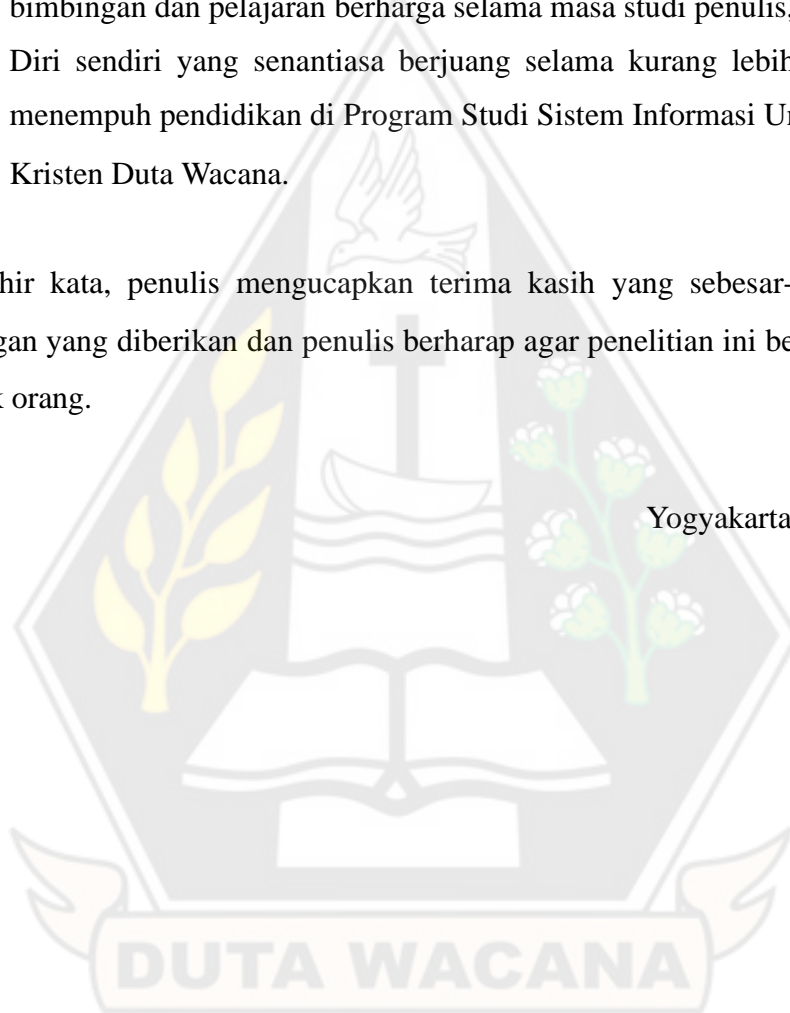 bimbingan dan pelajaran berharga selama masa studi penulis,
Diri sendiri yang senantiasa berjuang selama kurang lebih
menempuh pendidikan di Program Studi Sistem Informasi
Kristen Duta Wacana.
hir kata, penulis mengucapkan terima kasih yang sebesar-
gan yang diberikan dan penulis berharap agar penelitian ini be
orang.
Yogyakarta
DUTA WACANA